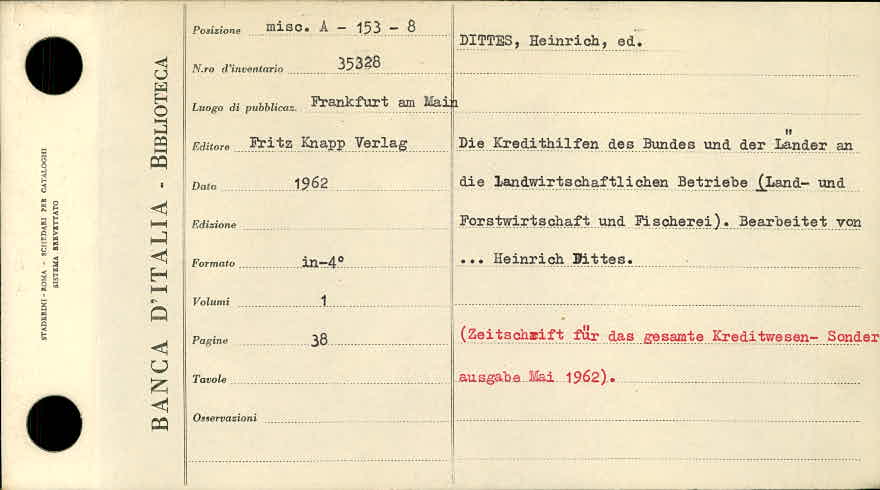 STADERINI - ROMA - SCHEDARI PER CATALOGHI
SISTEMA BREVETTATO
BANCA D'ITALIA - BIBLIOTECA
Posizione misc. A - 153 - 8
N.ro d'inventario 35328
Luogo di pubblicaz. Frankfurt am Main
Editore Fritz Knapp Verlag
Data 1962
Edizione
Formato in-4°
Volumi 1
Pagine 38
Tavole
Osservazioni
DITTES, Heinrich, ed.
Die Kredithilfen des Bundes und der Länder an
die landwirtschaftlichen Betriebe (Land- und
Forstwirtschaft und Fischerei). Bearbeitet von
... Heinrich Dittes.
(Zeitschrift für das gesamte Kreditwesen- Sonder
ausgabe Mai 1962).